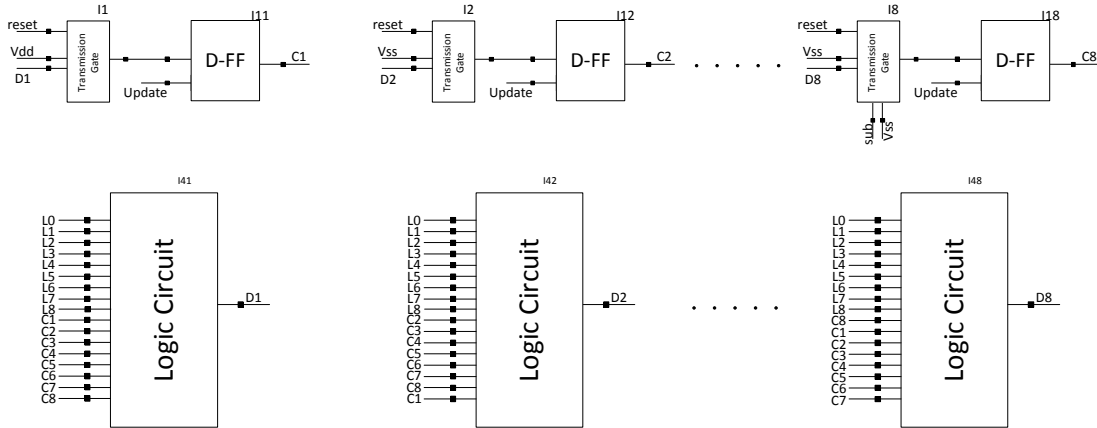 I1
I11
reset
Vdd
D1
Transmission
Gate
D-FF
Update
C1
I2
I12
reset
Vss
D2
Transmission
Gate
D-FF
Update
C2
I8
I18
reset
Vss
D8
Transmission
Gate
sub
Vss
D-FF
Update
C8
I41
L0
L1
L2
L3
L4
L5
L6
L7
L8
C1
C2
C3
C4
C5
C6
C7
C8
Logic Circuit
D1
I42
L0
L1
L2
L3
L4
L5
L6
L7
L8
C2
C3
C4
C5
C6
C7
C8
C1
Logic Circuit
D2
I48
L0
L1
L2
L3
L4
L5
L6
L7
L8
C8
C1
C2
C3
C4
C5
C6
C7
Logic Circuit
D8